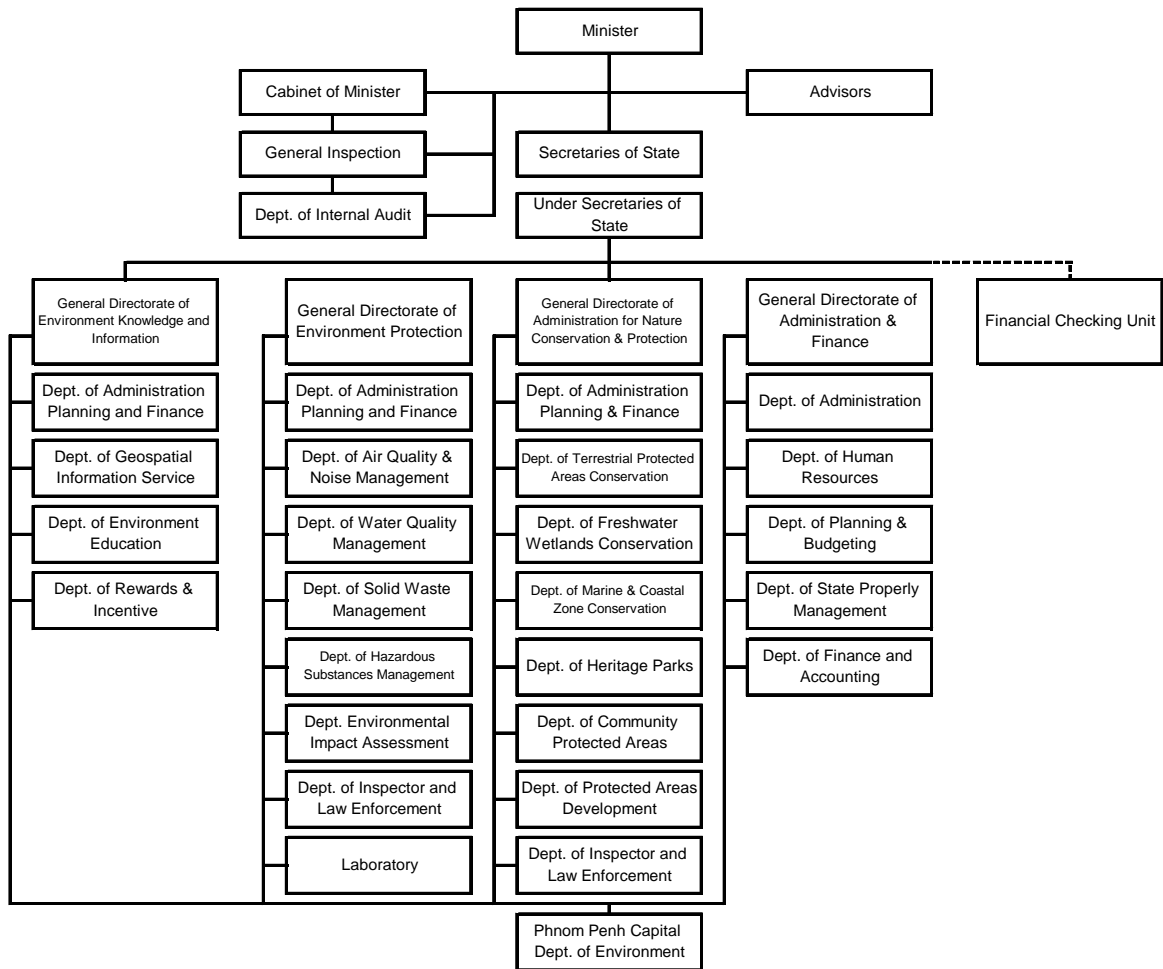 Minister
Cabinet of Minister
Advisors
General Inspection
Secretaries of State
Dept. of Internal Audit
Under Secretaries of
State
General Directorate of
Environment Knowledge and
Information
General Directorate of
Environment Protection
General Directorate of
Administration for Nature
Conservation & Protection
General Directorate of
Administration &
Finance
Financial Checking Unit
Dept. of Administration
Planning and Finance
Dept. of Administration
Planning and Finance
Dept. of Administration
Planning & Finance
Dept. of Administration
Dept. of Geospatial
Information Service
Dept. of Air Quality &
Noise Management
Dept. of Terrestrial Protected
Areas Conservation
Dept. of Human
Resources
Dept. of Environment
Education
Dept. of Water Quality
Management
Dept. of Freshwater
Wetlands Conservation
Dept. of Planning &
Budgeting
Dept. of Rewards &
Incentive
Dept. of Solid Waste
Management
Dept. of Marine & Coastal
Zone Conservation
Dept. of State Properly
Management
Dept. of Hazardous
Substances Management
Dept. of Heritage Parks
Dept. of Finance and
Accounting
Dept. Environmental
Impact Assessment
Dept. of Community
Protected Areas
Dept. of Inspector and
Law Enforcement
Dept. of Protected Areas
Development
Laboratory
Dept. of Inspector and
Law Enforcement
Phnom Penh Capital
Dept. of Environment